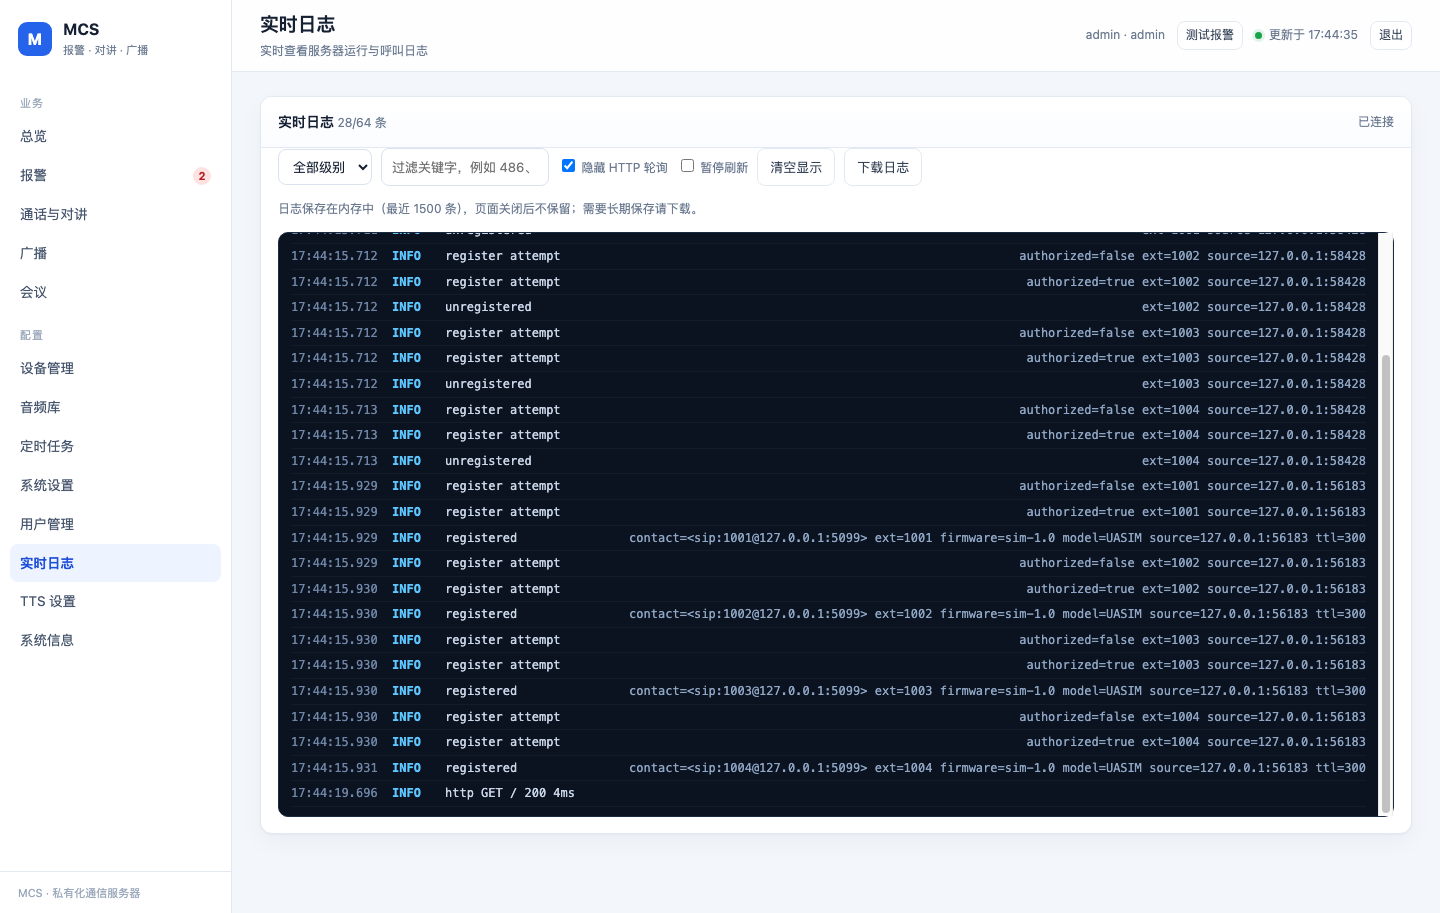 M
MCS
报警 · 对讲 · 广播
业务
总览
报警 2
通话与对讲
广播
会议
配置
设备管理
音频库
定时任务
系统设置
用户管理
实时日志
TTS 设置
系统信息
MCS · 私有化通信服务器
实时日志
实时查看服务器运行与呼叫日志
admin · admin 测试报警 更新于 17:44:35 退出
实时日志 28/64 条 已连接
全部级别 过滤关键字，例如 486、 隐藏 HTTP 轮询 暂停刷新 清空显示 下载日志
日志保存在内存中（最近 1500 条），页面关闭后不保留；需要长期保存请下载。
17:44:15.712 INFO register attempt authorized=false ext=1002 source=127.0.0.1:58428
17:44:15.712 INFO register attempt authorized=true ext=1002 source=127.0.0.1:58428
17:44:15.712 INFO unregistered ext=1002 source=127.0.0.1:58428
17:44:15.712 INFO register attempt authorized=false ext=1003 source=127.0.0.1:58428
17:44:15.712 INFO register attempt authorized=true ext=1003 source=127.0.0.1:58428
17:44:15.712 INFO unregistered ext=1003 source=127.0.0.1:58428
17:44:15.713 INFO register attempt authorized=false ext=1004 source=127.0.0.1:58428
17:44:15.713 INFO register attempt authorized=true ext=1004 source=127.0.0.1:58428
17:44:15.713 INFO unregistered ext=1004 source=127.0.0.1:58428
17:44:15.929 INFO register attempt authorized=false ext=1001 source=127.0.0.1:56183
17:44:15.929 INFO register attempt authorized=true ext=1001 source=127.0.0.1:56183
17:44:15.929 INFO registered contact=<sip:1001@127.0.0.1:5099> ext=1001 firmware=sim-1.0 model=UASIM source=127.0.0.1:56183 ttl=300
17:44:15.929 INFO register attempt authorized=false ext=1002 source=127.0.0.1:56183
17:44:15.930 INFO register attempt authorized=true ext=1002 source=127.0.0.1:56183
17:44:15.930 INFO registered contact=<sip:1002@127.0.0.1:5099> ext=1002 firmware=sim-1.0 model=UASIM source=127.0.0.1:56183 ttl=300
17:44:15.930 INFO register attempt authorized=false ext=1003 source=127.0.0.1:56183
17:44:15.930 INFO register attempt authorized=true ext=1003 source=127.0.0.1:56183
17:44:15.930 INFO registered contact=<sip:1003@127.0.0.1:5099> ext=1003 firmware=sim-1.0 model=UASIM source=127.0.0.1:56183 ttl=300
17:44:15.930 INFO register attempt authorized=false ext=1004 source=127.0.0.1:56183
17:44:15.930 INFO register attempt authorized=true ext=1004 source=127.0.0.1:56183
17:44:15.931 INFO registered contact=<sip:1004@127.0.0.1:5099> ext=1004 firmware=sim-1.0 model=UASIM source=127.0.0.1:56183 ttl=300
17:44:19.696 INFO http GET / 200 4ms